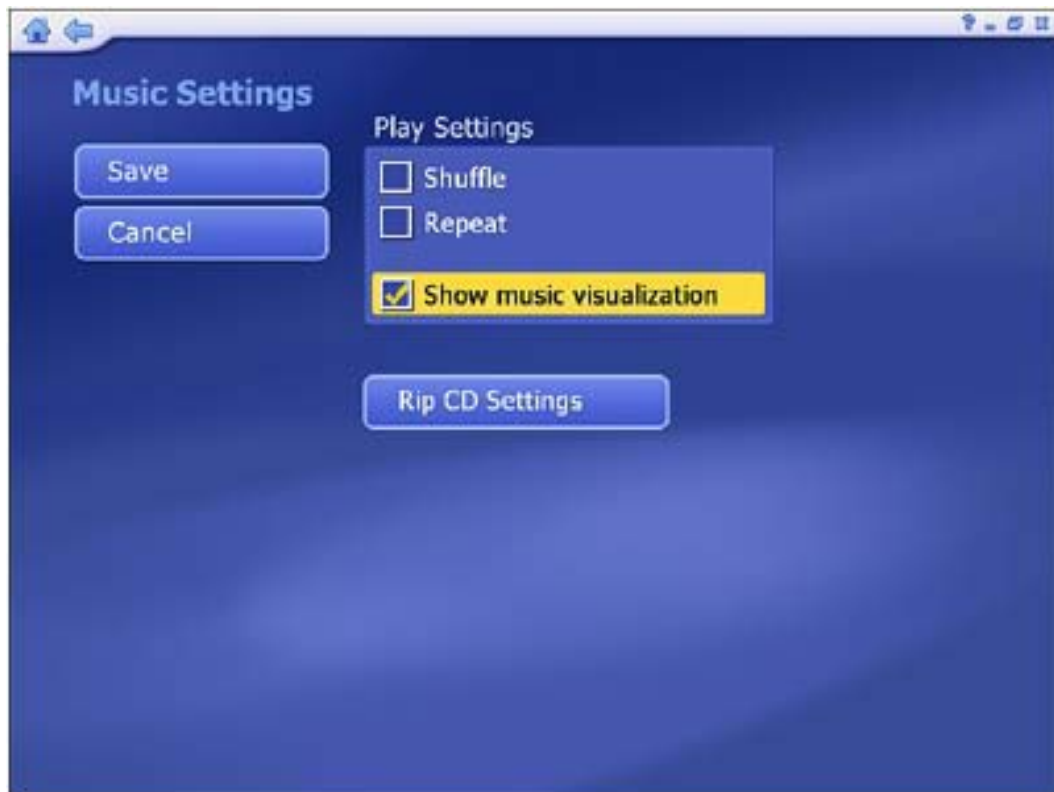 Music Settings
Save
Cancel
Play Settings
Shuffle
Repeat
Show music visualization
Rip CD Settings